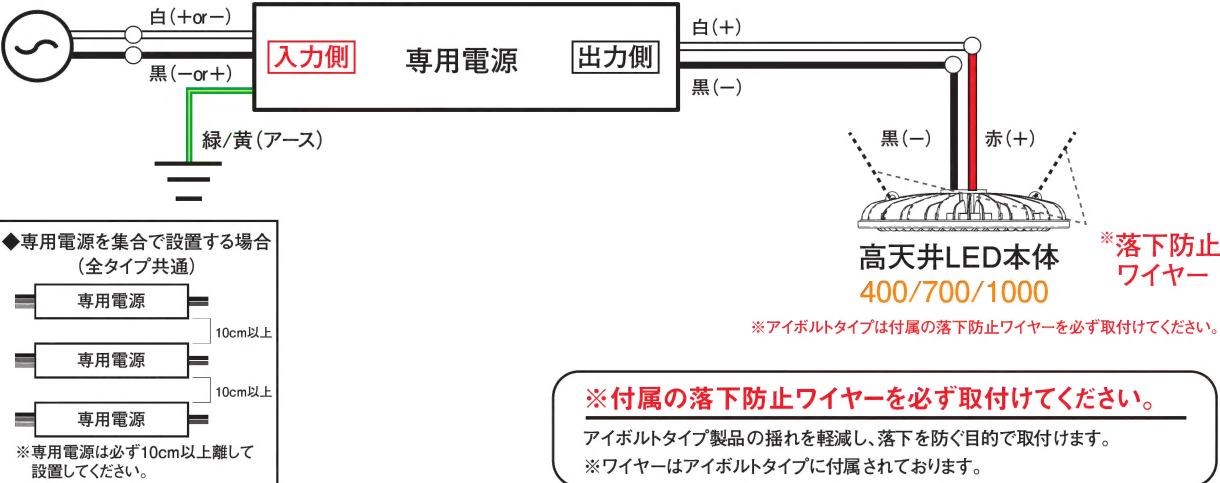 白(+or−)
入力側
専用電源
出力側
白(+)
黒(−or+)
黒(−)
緑/黄(アース)
黒(−)
赤(+)
◆専用電源を集合で設置する場合
(全タイプ共通)
専用電源
10cm以上
専用電源
10cm以上
専用電源
※専用電源は必ず10cm以上離して
設置してください。
高天井LED本体
400/700/1000
※落下防止
ワイヤー
※アイボルトタイプは付属の落下防止ワイヤーを必ず取付けてください。
※付属の落下防止ワイヤーを必ず取付けてください。
アイボルトタイプ製品の揺れを軽減し、落下を防ぐ目的で取付けます。
※ワイヤーはアイボルトタイプに付属されております。